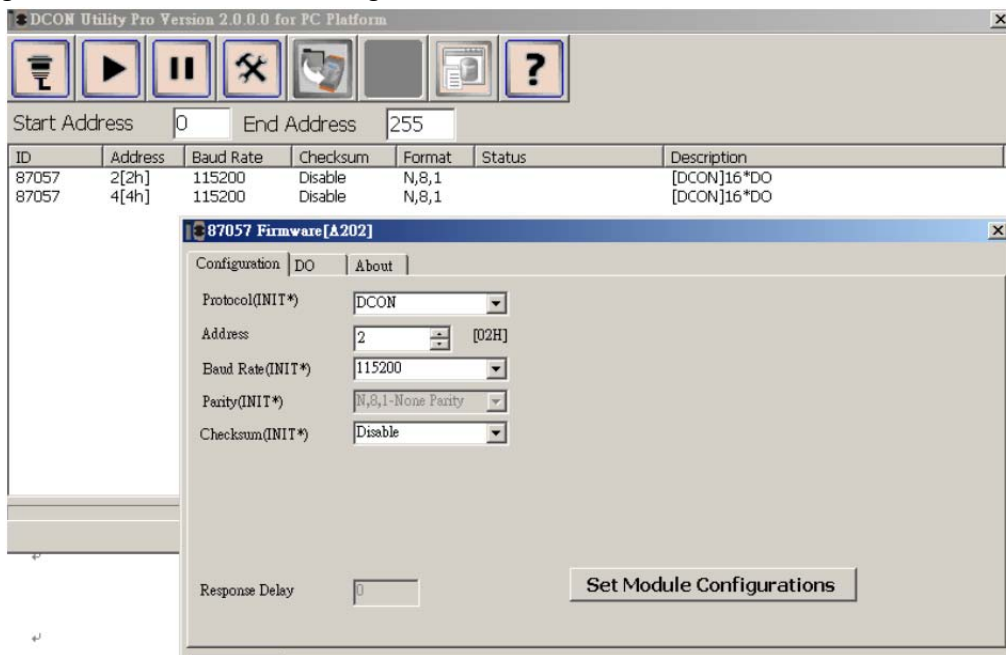 DCON Utility Pro Version 2.0.0.0 for PC Platform
Start Address 0 End Address 255
ID Address Baud Rate Checksum Format Status Description
87057 2[2h] 115200 Disable N,8,1 [DCON]16*DO
87057 4[4h] 115200 Disable N,8,1 [DCON]16*DO
87057 Firmware[A202]
Configuration DO About
Protocol(INIT*) DCON
Address 2 [02H]
Baud Rate(INIT*) 115200
Parity(INIT*) N,8,1-None Parity
Checksum(INIT*) Disable
Response Delay 0 Set Module Configurations